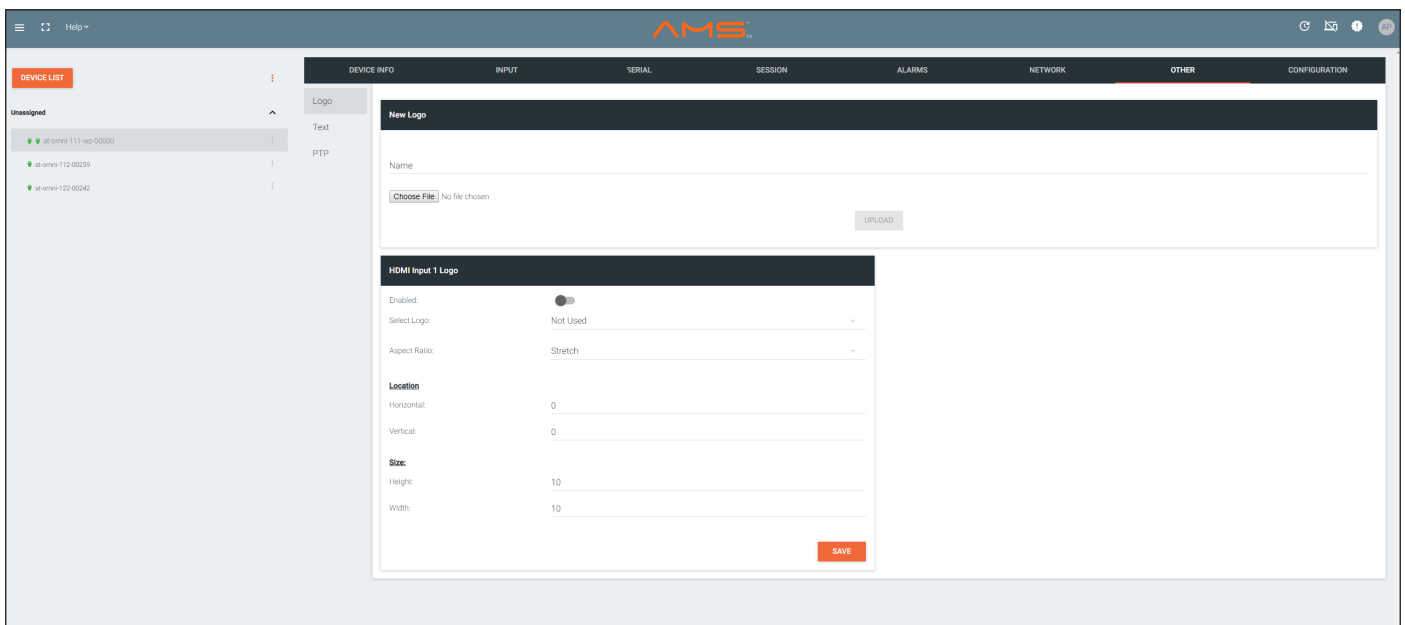 Help
AMS
AP
DEVICE LIST
Unassigned
at-omni-111-wp-00000
at-omni-112-00259
at-omni-122-00242
DEVICE INFO INPUT SERIAL SESSION ALARMS NETWORK OTHER CONFIGURATION
Logo
Text
PTP
New Logo
Name
Choose File No file chosen
UPLOAD
HDMI Input 1 Logo
Enabled:
Select Logo: Not Used
Aspect Ratio: Stretch
Location
Horizontal: 0
Vertical: 0
Size:
Height: 10
Width: 10
SAVE